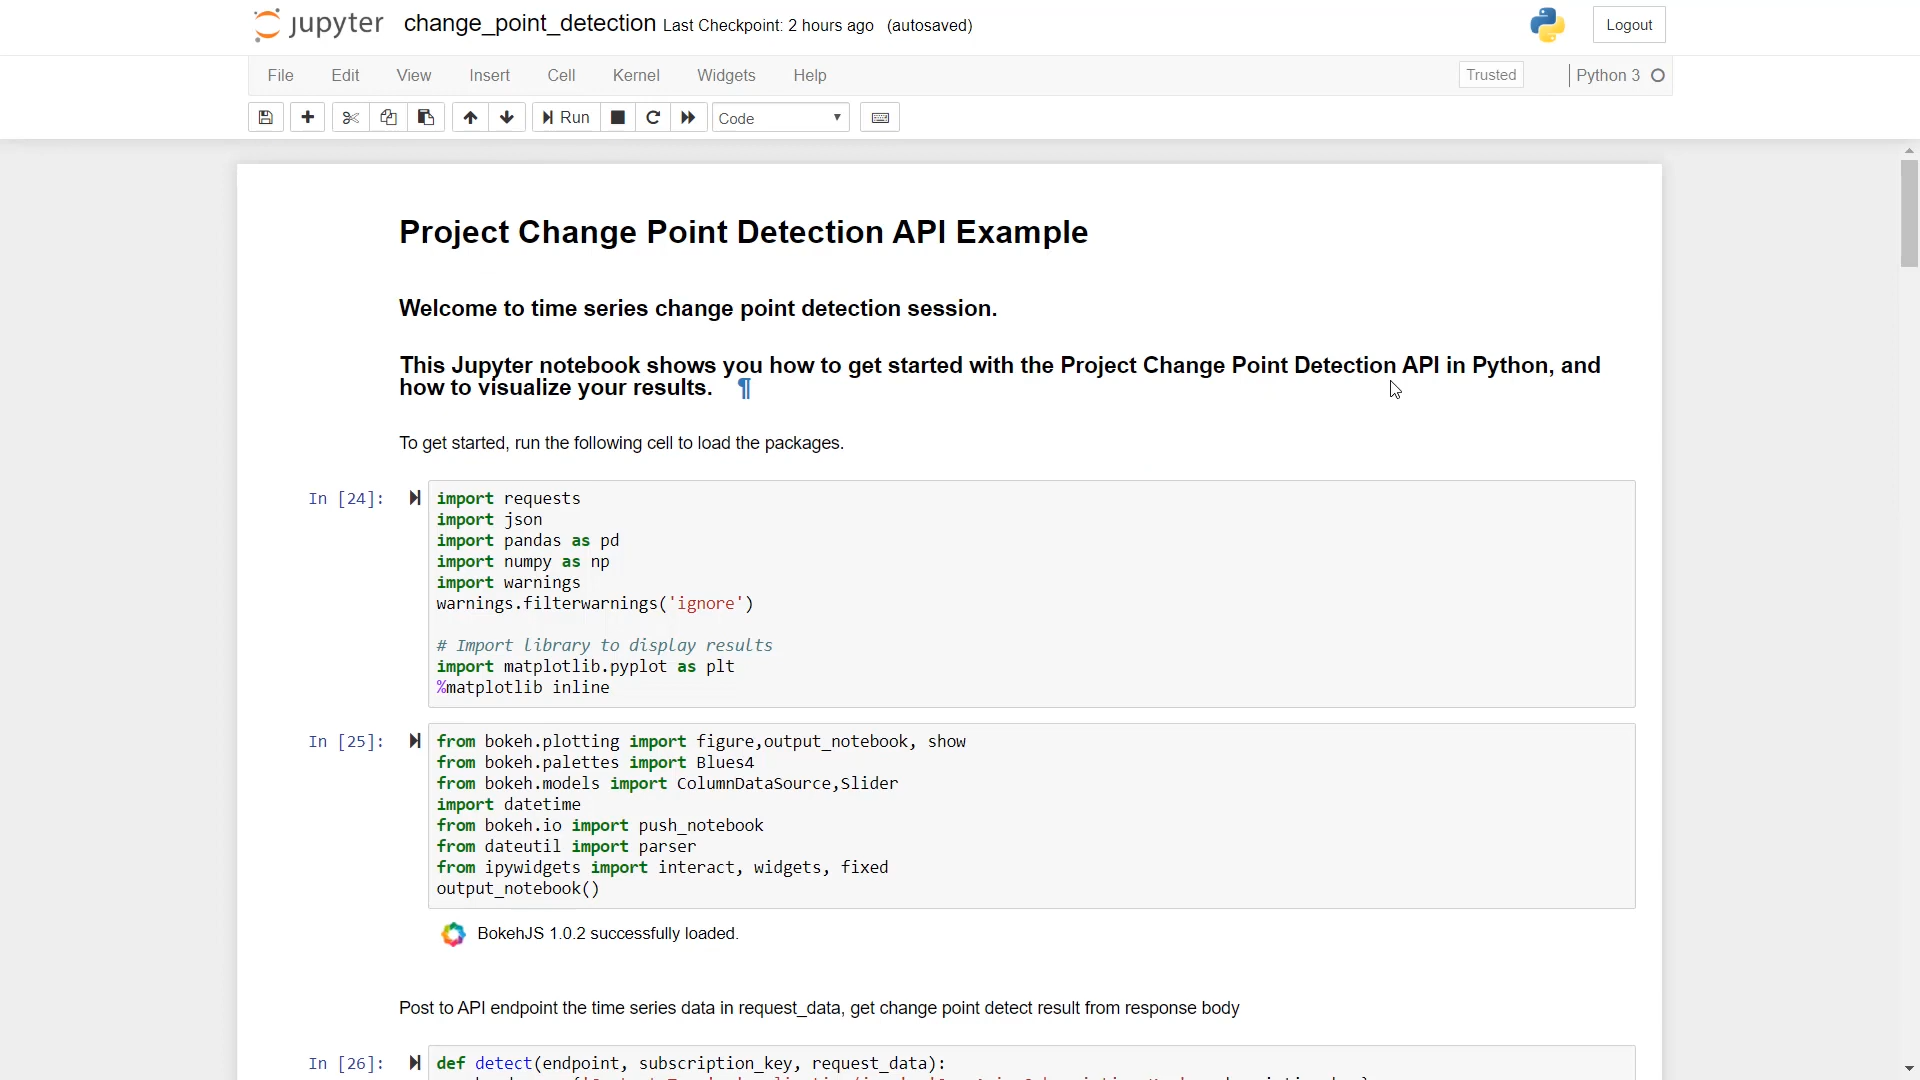 jupyter change_point_detection Last Checkpoint: 2 hours ago (autosaved) Logout
File Edit View Insert Cell Kernel Widgets Help Trusted Python 3
Run Code
Project Change Point Detection API Example
Welcome to time series change point detection session.
This Jupyter notebook shows you how to get started with the Project Change Point Detection API in Python, and
how to visualize your results. ¶
To get started, run the following cell to load the packages.
In [24]: import requests
import json
import pandas as pd
import numpy as np
import warnings
warnings.filterwarnings('ignore')
# Import library to display results
import matplotlib.pyplot as plt
%matplotlib inline
In [25]: from bokeh.plotting import figure,output_notebook, show
from bokeh.palettes import Blues4
from bokeh.models import ColumnDataSource,Slider
import datetime
from bokeh.io import push_notebook
from dateutil import parser
from ipywidgets import interact, widgets, fixed
output_notebook()
BokehJS 1.0.2 successfully loaded.
Post to API endpoint the time series data in request_data, get change point detect result from response body
In [26]: def detect(endpoint, subscription_key, request_data):